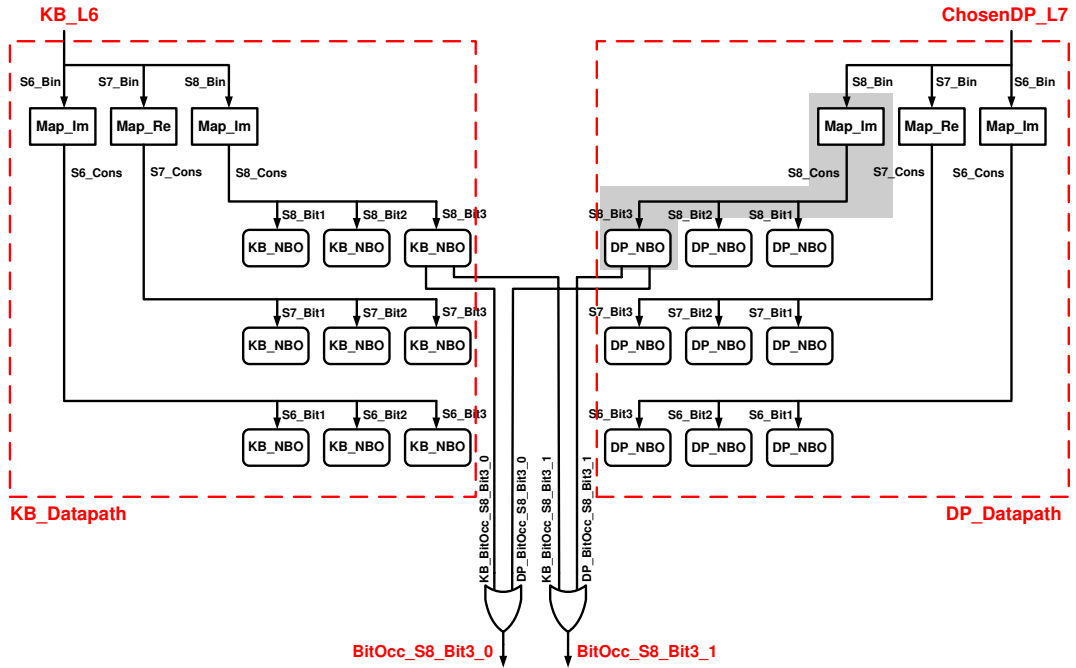 KB_L6
ChosenDP_L7
S6_Bin
S7_Bin
S8_Bin
S8_Bin
S7_Bin
S6_Bin
Map_Im
Map_Re
Map_Im
Map_Im
Map_Re
Map_Im
S6_Cons
S7_Cons
S8_Cons
S8_Cons
S7_Cons
S6_Cons
S8_Bit1
S8_Bit2
S8_Bit3
S8_Bit3
S8_Bit2
S8_Bit1
KB_NBO
KB_NBO
KB_NBO
DP_NBO
DP_NBO
DP_NBO
S7_Bit1
S7_Bit2
S7_Bit3
S7_Bit3
S7_Bit2
S7_Bit1
KB_NBO
KB_NBO
KB_NBO
DP_NBO
DP_NBO
DP_NBO
S6_Bit1
S6_Bit2
S6_Bit3
S6_Bit3
S6_Bit2
S6_Bit1
KB_NBO
KB_NBO
KB_NBO
DP_NBO
DP_NBO
DP_NBO
KB_BitOcc_S8_Bit3_0
DP_BitOcc_S8_Bit3_0
KB_BitOcc_S8_Bit3_1
DP_BitOcc_S8_Bit3_1
KB_Datapath
DP_Datapath
BitOcc_S8_Bit3_0
BitOcc_S8_Bit3_1